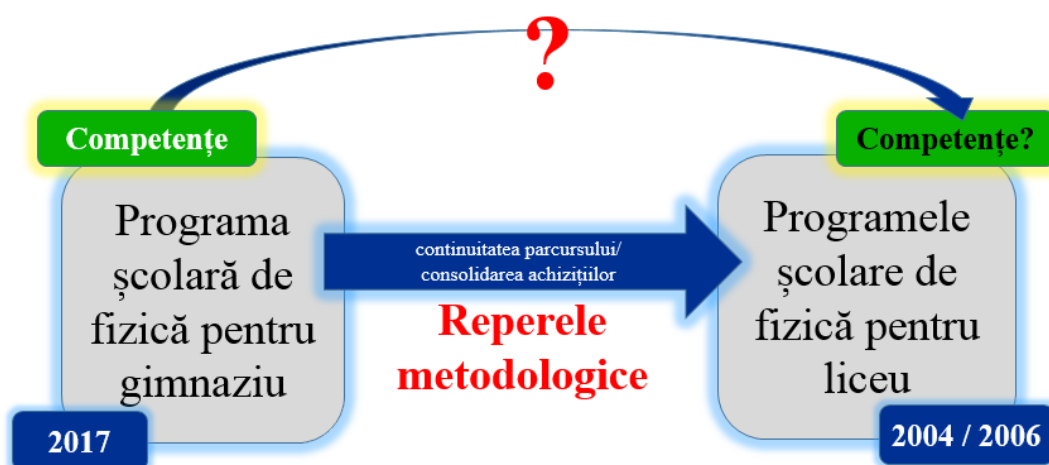 ?
Competențe
Competențe?
Programa
școlară de
fizică pentru
gimnaziu
continuitatea parcursului/
consolidarea achizițiilor
Reperele
metodologice
Programele
școlare de
fizică pentru
liceu
2017
2004 / 2006